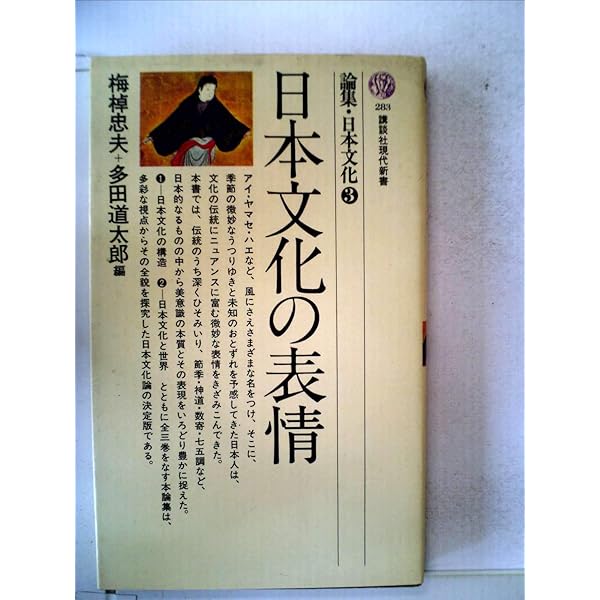 283
講談社現代新書
論集・日本文化❸
日本文化の表情
梅棹忠夫+多田道太郎 編
アイ・ヤマセ・ハエなど、風にさえさまざまな名をつけ、そこに、
季節の微妙なうつりゆきと未知のおとずれを予感してきた日本人は、
文化の伝統にニュアンスに富む微妙な表情をきざみこんできた。
本書では、伝統のうち深くひそみいり、節季・神道・数寄・七五調など、
日本的なるものの中から美意識の本質とその表現をいろどり豊かに捉えた。
❶―日本文化の構造 ❷―日本文化と世界 とともに全三巻をなす本論集は、
多彩な視点からその全貌を探究した日本文化論の決定版である。